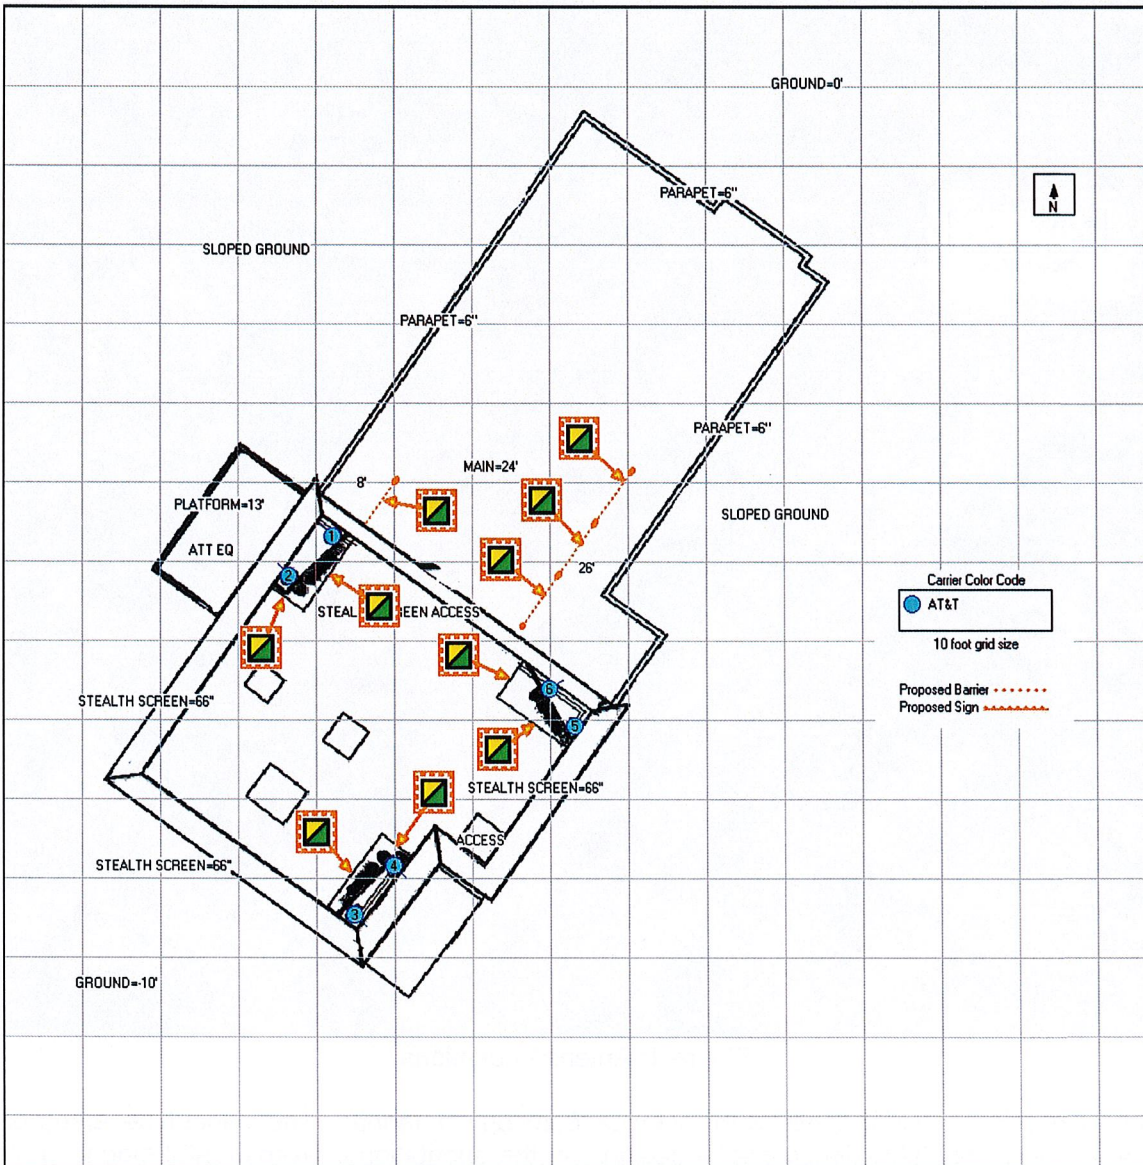 GROUND=0'
PARAPET=6"
N
SLOPED GROUND
PARAPET=6"
PARAPET=6"
MAIN=24'
8'
PLATFORM=13'
SLOPED GROUND
ATT EQ
1
26'
2
Carrier Color Code
AT&T
STEAL EEN ACCESS
10 foot grid size
6
Proposed Barrier
STEALTH SCREEN=66"
Proposed Sign
5
STEALTH SCREEN=66"
ACCESS
STEALTH SCREEN=66"
4
3
GROUND=-10'